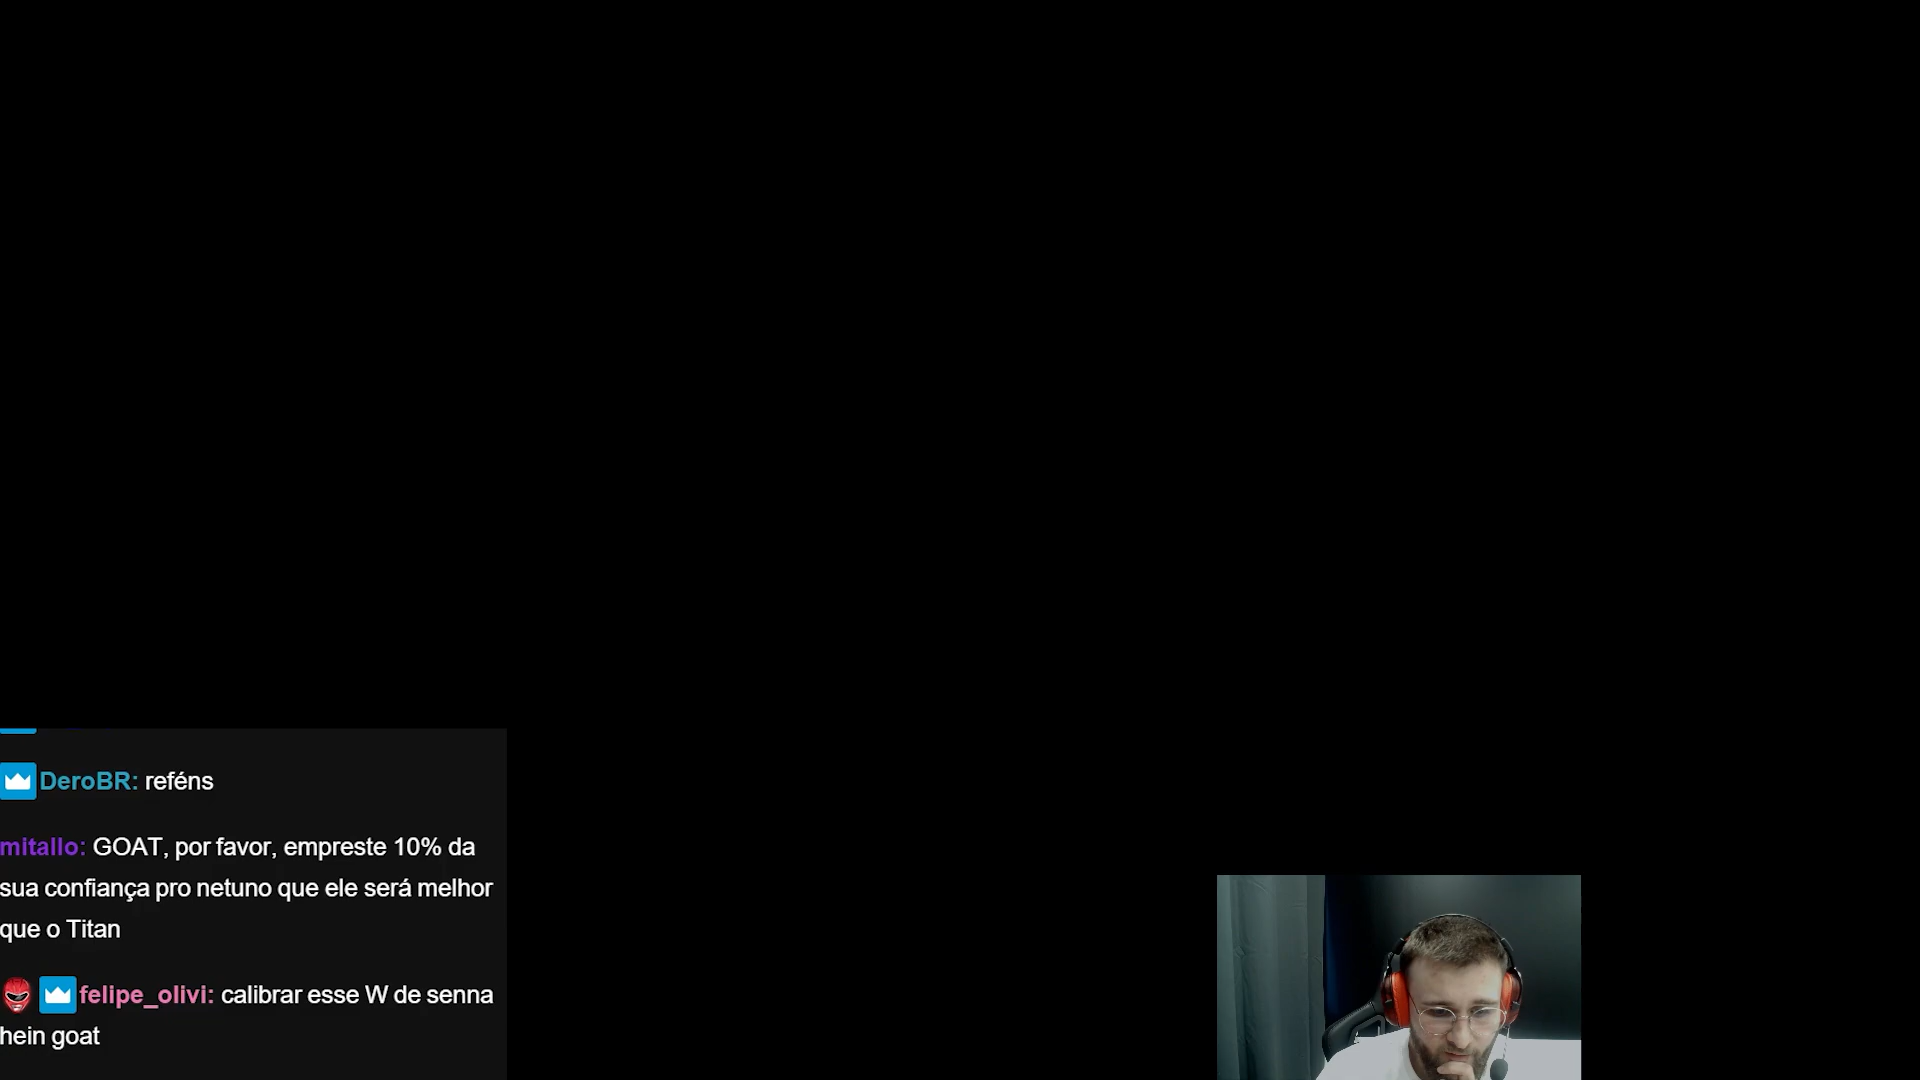 DeroBR: reféns
mitallo: GOAT, por favor, empreste 10% da
sua confiança pro netuno que ele será melhor
que o Titan
felipe_olivi: calibrar esse W de senna
hein goat